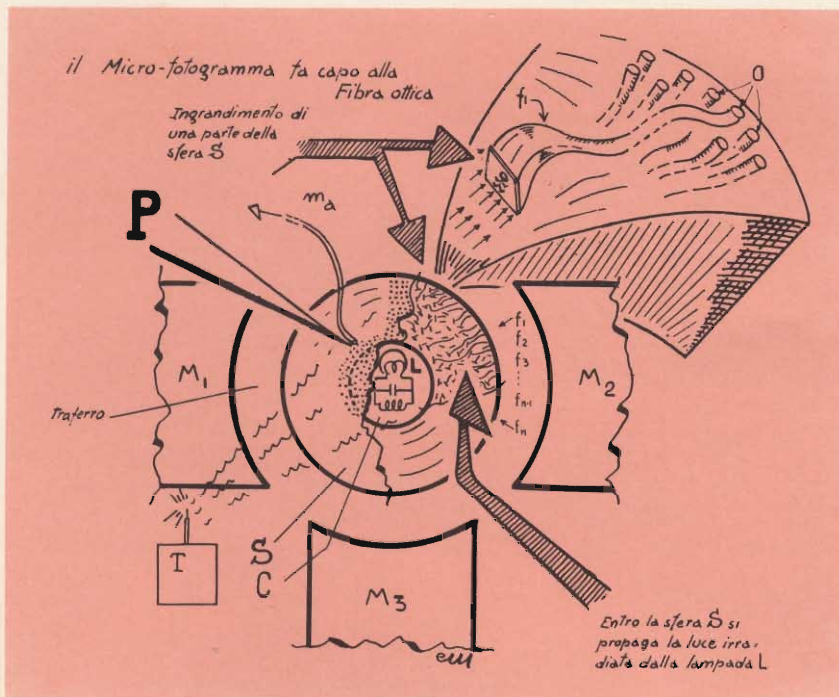 il Micro-fotogramma fa capo alla
Fibra ottica
Ingrandimento di
una parte della
sfera S
f1
a
ma
P
M1
Traferro
L
f1
f2
f3
fn-1
fn
M2
T
S
C
M3
Entro la sfera S si
propaga la luce irra-
diata dalla lampada L